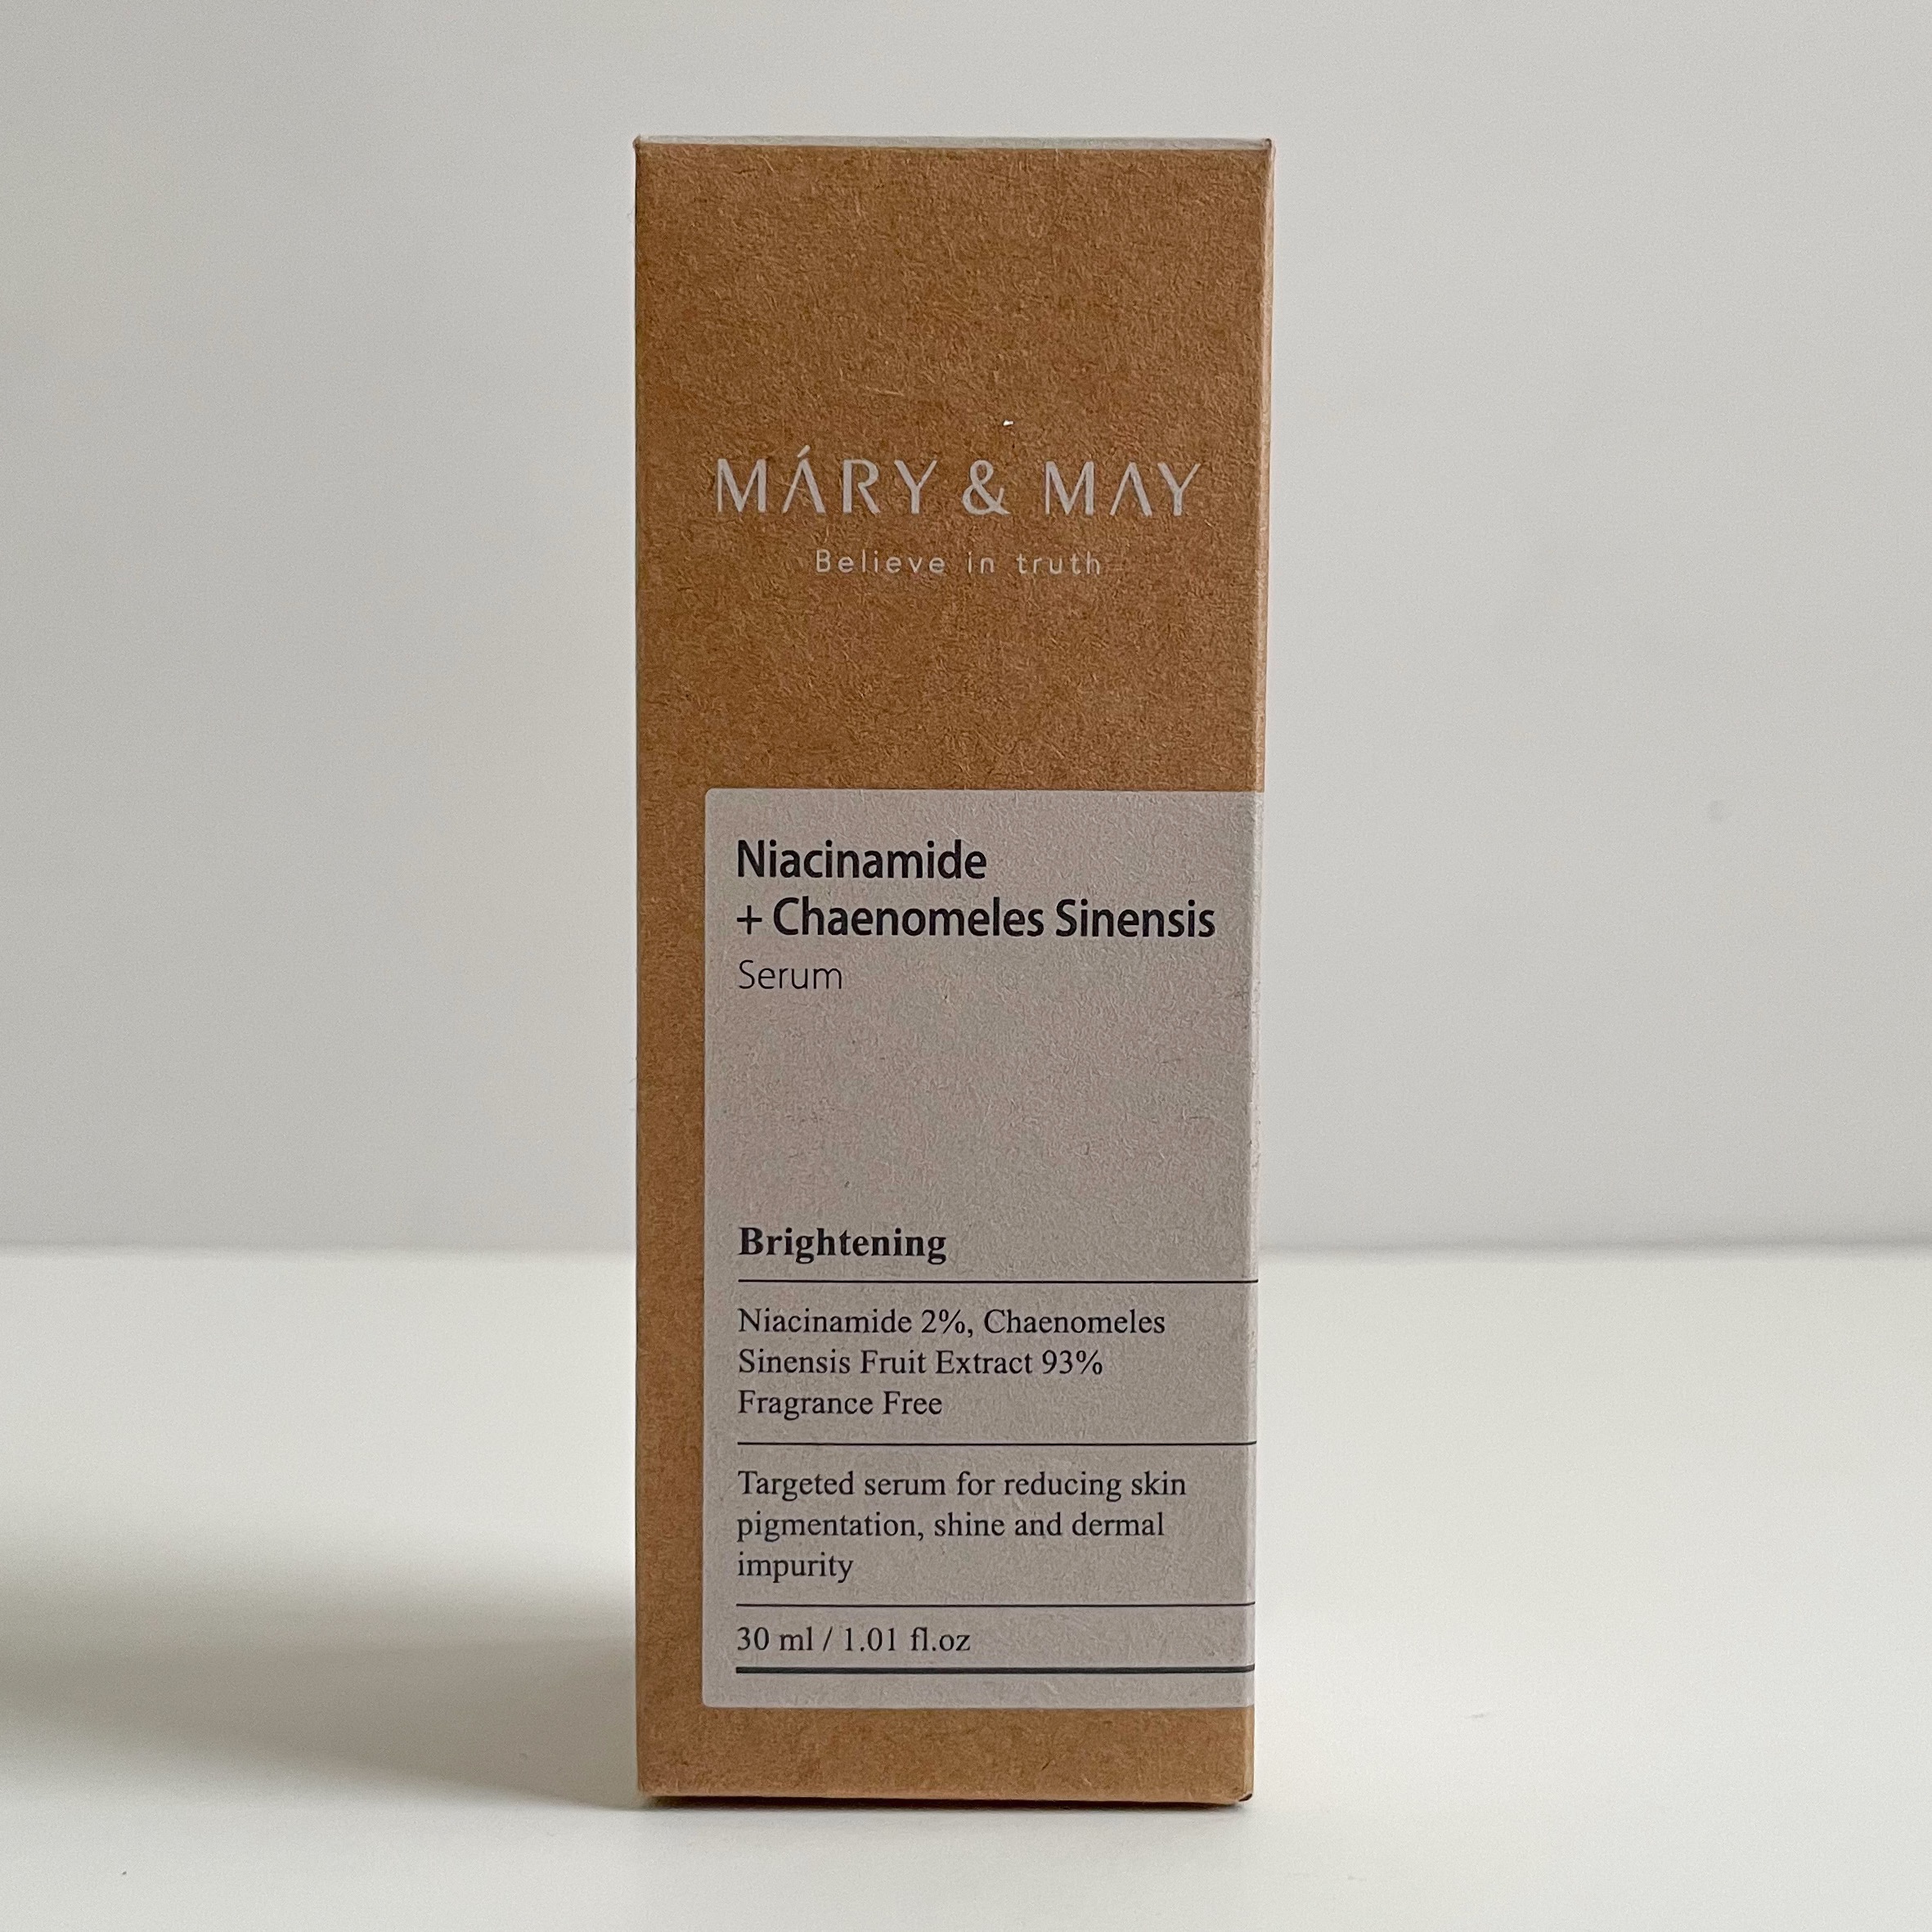 MÁRY & MAY
Believe in truth
Niacinamide
+ Chaenomeles Sinensis
Serum
Brightening
Niacinamide 2%, Chaenomeles
Sinensis Fruit Extract 93%
Fragrance Free
Targeted serum for reducing skin
pigmentation, shine and dermal
impurity
30 ml / 1.01 fl.oz